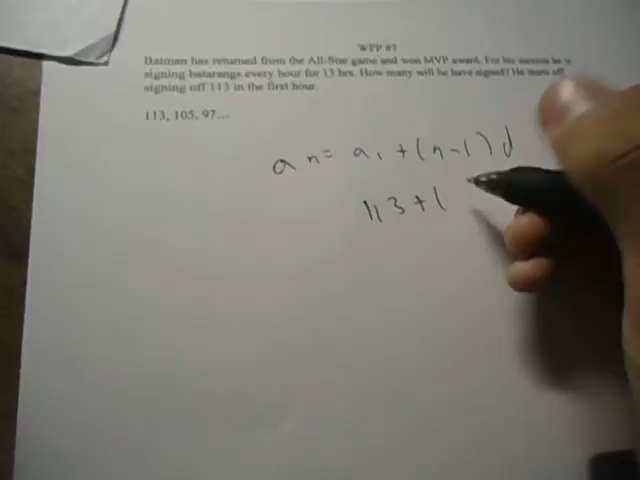 WPP #7
Batman has returned from the All-Star game and won MVP award. For his success he is
signing batarangs every hour for 13 hrs. How many will he have signed? He starts off
signing off 113 in the first hour.
113, 105, 97...
an = a1 + (n-1)d
113 + (